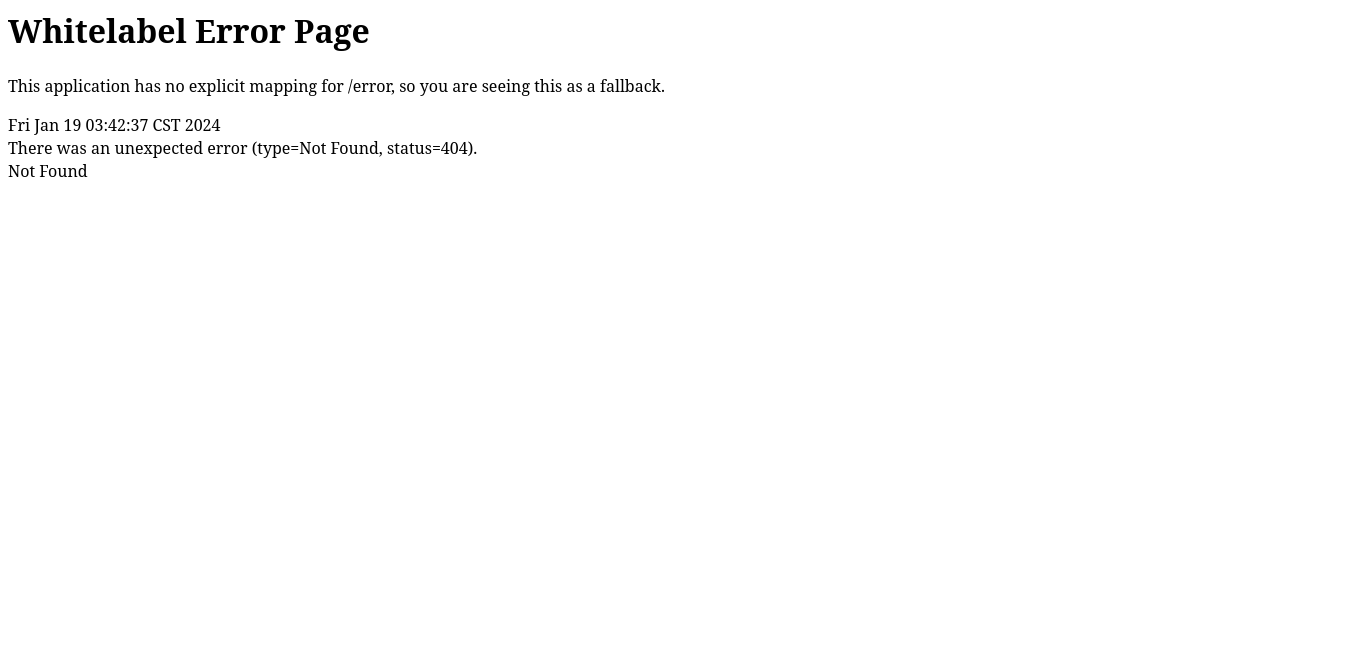 Whitelabel Error Page
This application has no explicit mapping for /error, so you are seeing this as a fallback.
Fri Jan 19 03:42:37 CST 2024
There was an unexpected error (type=Not Found, status=404).
Not Found